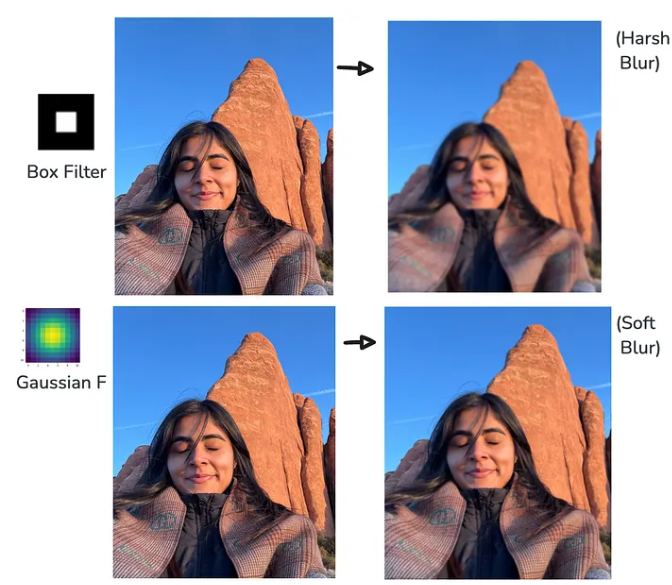 (Harsh
Blur)
Box Filter
(Soft
Blur)
Gaussian F